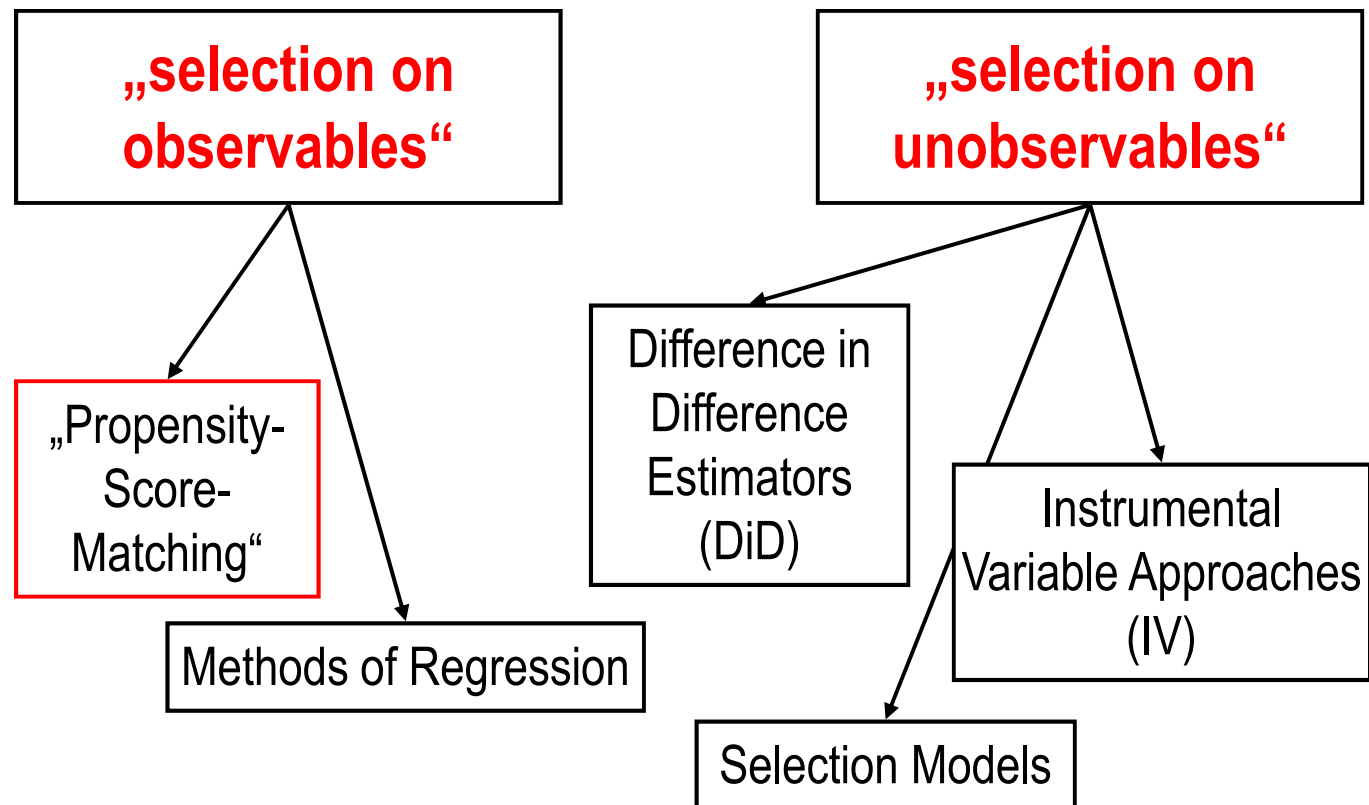 „selection on
observables“
„selection on
unobservables“
„Propensity-
Score-
Matching“
Methods of Regression
Difference in
Difference
Estimators
(DiD)
Instrumental
Variable Approaches
(IV)
Selection Models